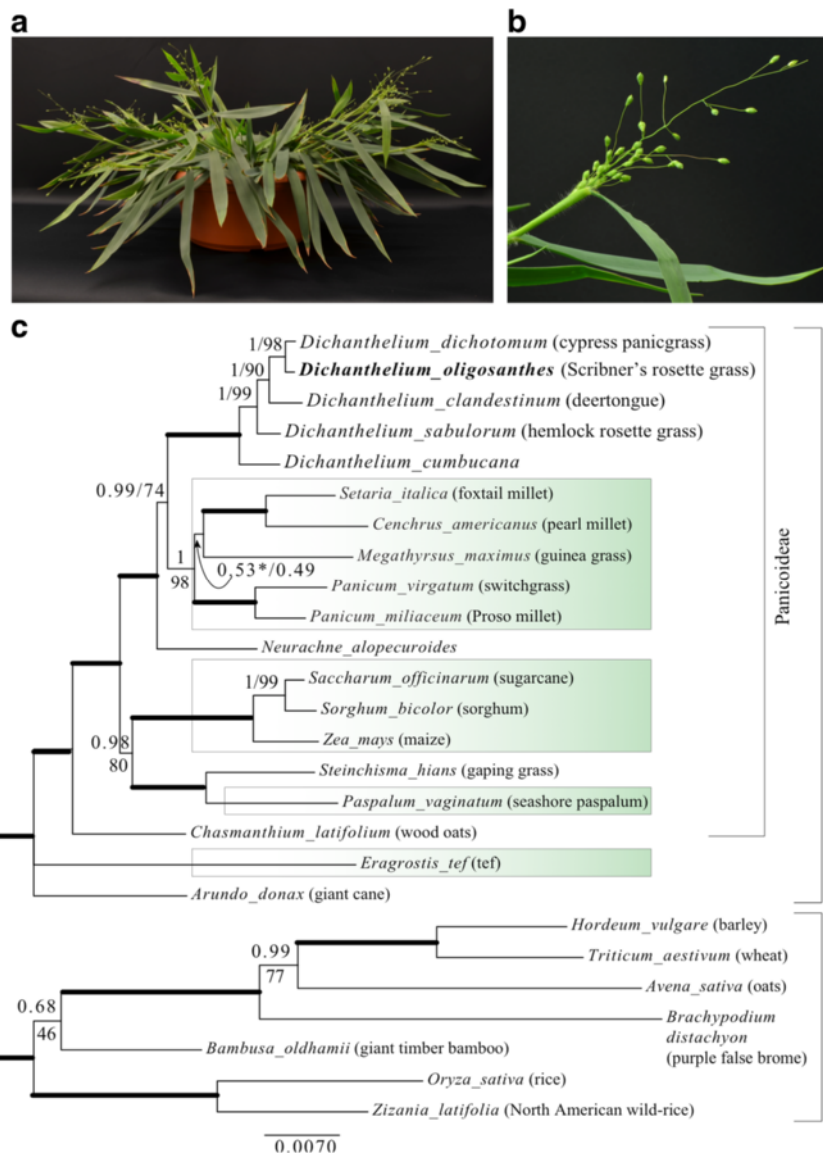 a
b
c
1/98
Dichanthelium_dichotomum (cypress panicgrass)
1/90
Dichanthelium_oligosanthes (Scribner's rosette grass)
1/99
Dichanthelium_clandestinum (deertongue)
Dichanthelium_sabulorum (hemlock rosette grass)
Dichanthelium_cumbucana
0.99/74
Setaria_italica (foxtail millet)
Cenchrus_americanus (pearl millet)
1
98
Megathyrsus_maximus (guinea grass)
0.53*/0.49
Panicum_virgatum (switchgrass)
Panicum_miliaceum (Proso millet)
Panicoideae
Neurachne_alopecuroides
1/99
Saccharum_officinarum (sugarcane)
Sorghum_bicolor (sorghum)
0.98
80
Zea_mays (maize)
Steinchisma_hians (gaping grass)
Paspalum_vaginatum (seashore paspalum)
Chasmanthium_latifolium (wood oats)
Eragrostis_tef (tef)
Arundo_donax (giant cane)
Hordeum_vulgare (barley)
0.99
77
Triticum_aestivum (wheat)
Avena_sativa (oats)
0.68
46
Brachypodium
distachyon
(purple false brome)
Bambusa_oldhamii (giant timber bamboo)
Oryza_sativa (rice)
Zizania_latifolia (North American wild-rice)
0.0070